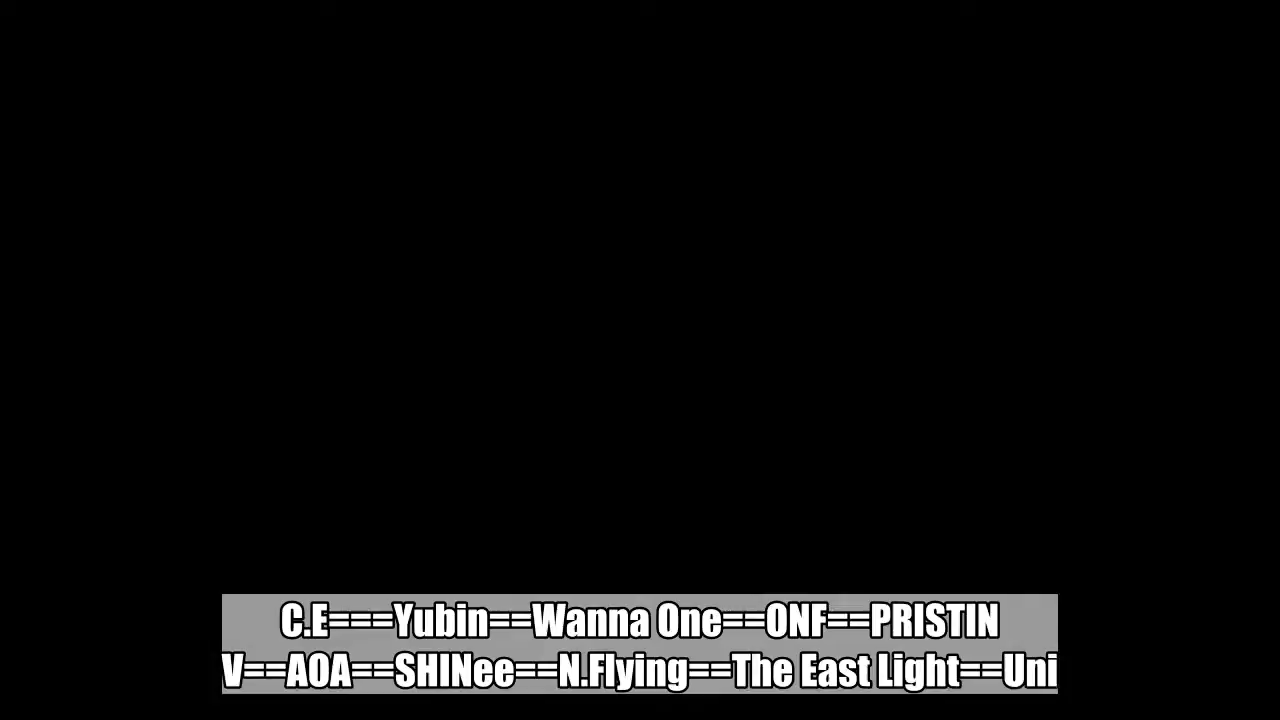 C.E===Yubin==Wanna One==ONF==PRISTIN
V==AOA==SHINee==N.Flying==The East Light==Uni